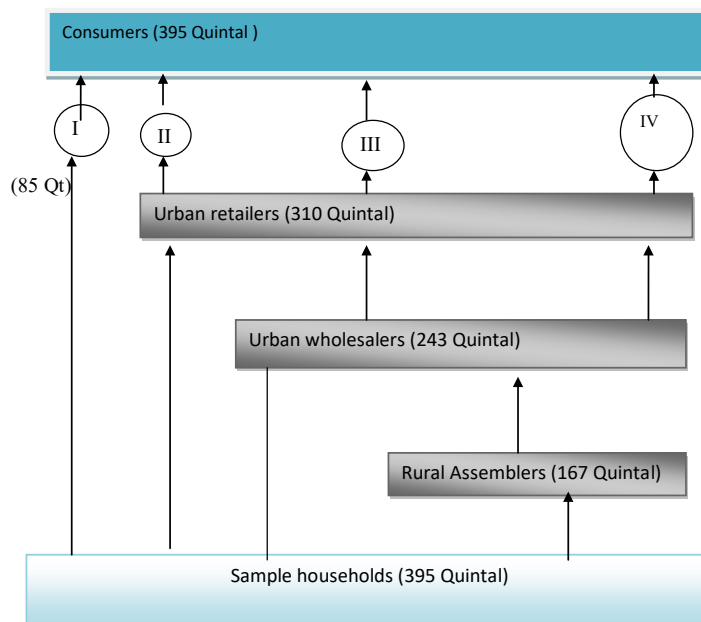 Consumers (395 Quintal )
I
II
III
IV
(85 Qt)
Urban retailers (310 Quintal)
Urban wholesalers (243 Quintal)
Rural Assemblers (167 Quintal)
Sample households (395 Quintal)